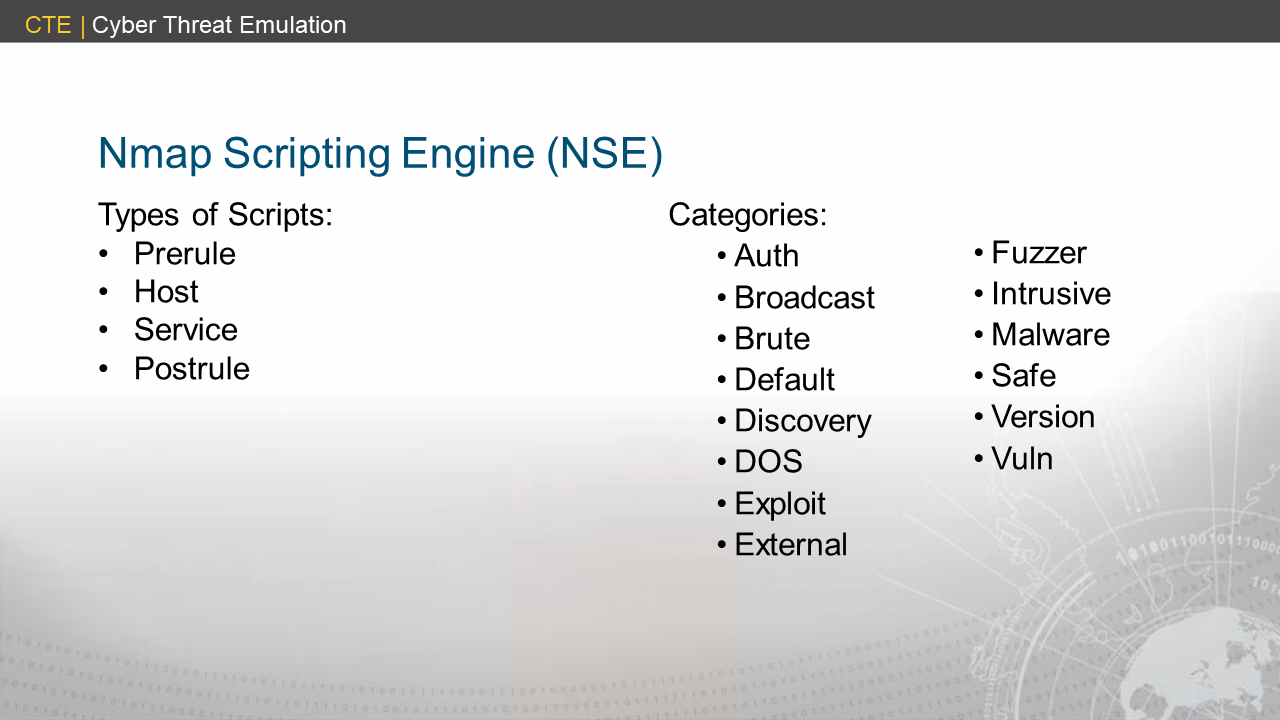 CTE | Cyber Threat Emulation
Nmap Scripting Engine (NSE)
Types of Scripts:
• Prerule
• Host
• Service
• Postrule
Categories:
• Auth
• Broadcast
• Brute
• Default
• Discovery
• DOS
• Exploit
• External
• Fuzzer
• Intrusive
• Malware
• Safe
• Version
• Vuln